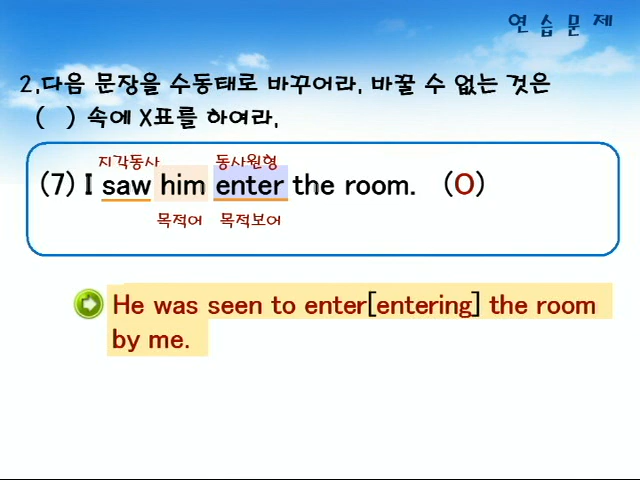 연습문제
2.다음 문장을 수동태로 바꾸어라. 바꿀 수 없는 것은
( ) 속에 X표를 하여라.
지각동사 동사원형
(7) I saw him enter the room. (O)
목적어 목적보어
He was seen to enter[entering] the room
by me.